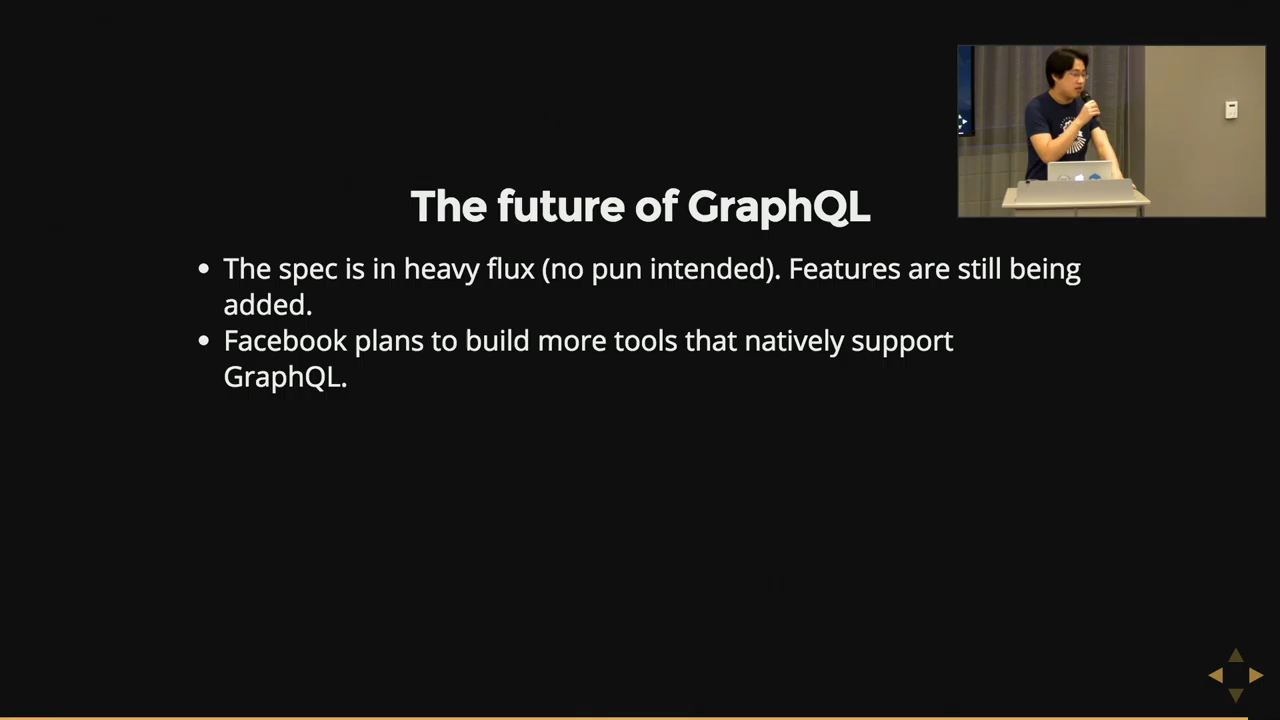 The future of GraphQL
The spec is in heavy flux (no pun intended). Features are still being
added.
Facebook plans to build more tools that natively support
GraphQL.